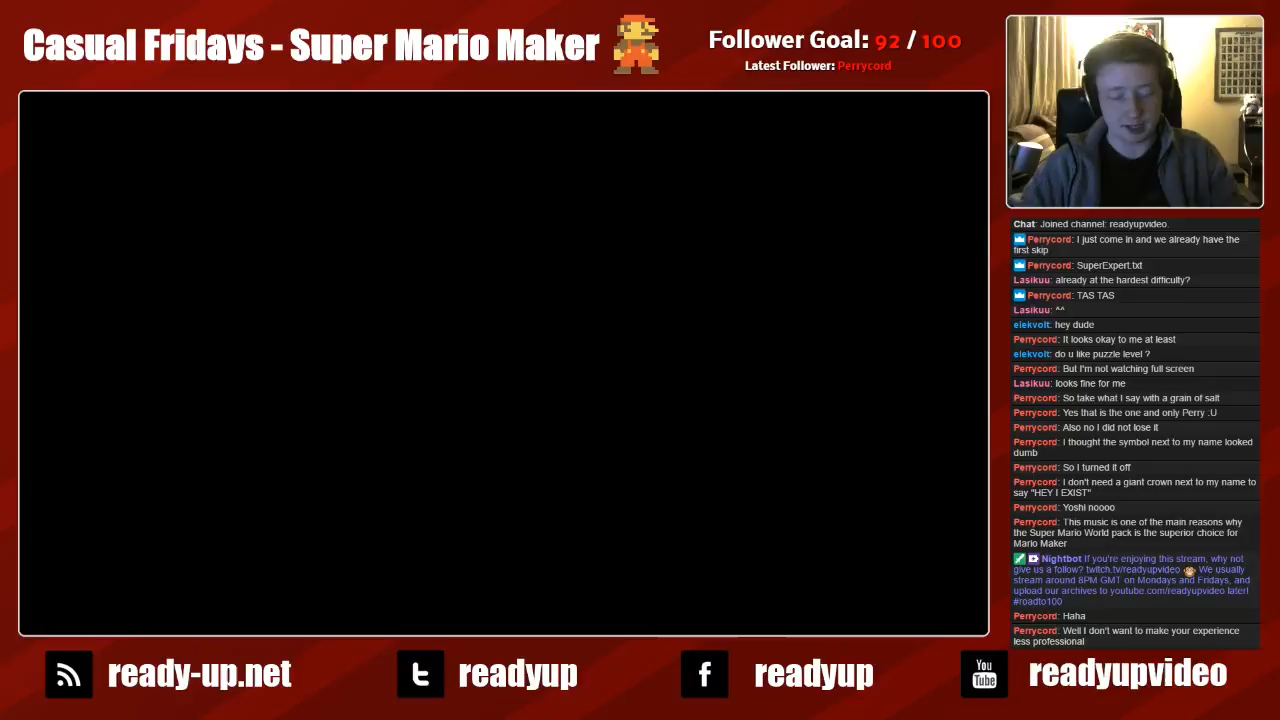 Casual Fridays - Super Mario Maker
Follower Goal: 92 / 100
Latest Follower: Perrycord
Chat: Joined channel: readyupvideo.
Perrycord: I just come in and we already have the
first skip
Perrycord: SuperExpert.txt
Lasikuu: already at the hardest difficulty?
Perrycord: TAS TAS
Lasikuu: ^^
elekvolt: hey dude
Perrycord: It looks okay to me at least
elekvolt: do u like puzzle level ?
Perrycord: But I'm not watching full screen
Lasikuu: looks fine for me
Perrycord: So take what I say with a grain of salt
Perrycord: Yes that is the one and only Perry :U
Perrycord: Also no I did not lose it
Perrycord: I thought the symbol next to my name looked
dumb
Perrycord: So I turned it off
Perrycord: I don't need a giant crown next to my name to
say "HEY I EXIST"
Perrycord: Yoshi noooo
Perrycord: This music is one of the main reasons why
the Super Mario World pack is the superior choice for
Mario Maker
Nightbot If you're enjoying this stream, why not
give us a follow? twitch.tv/readyupvideo We usually
stream around 8PM GMT on Mondays and Fridays, and
upload our archives to youtube.com/readyupvideo later!
#roadto100
Perrycord: Haha
Perrycord: Well I don't want to make your experience
less professional
ready-up.net
readyup
readyup
You
Tube
readyupvideo